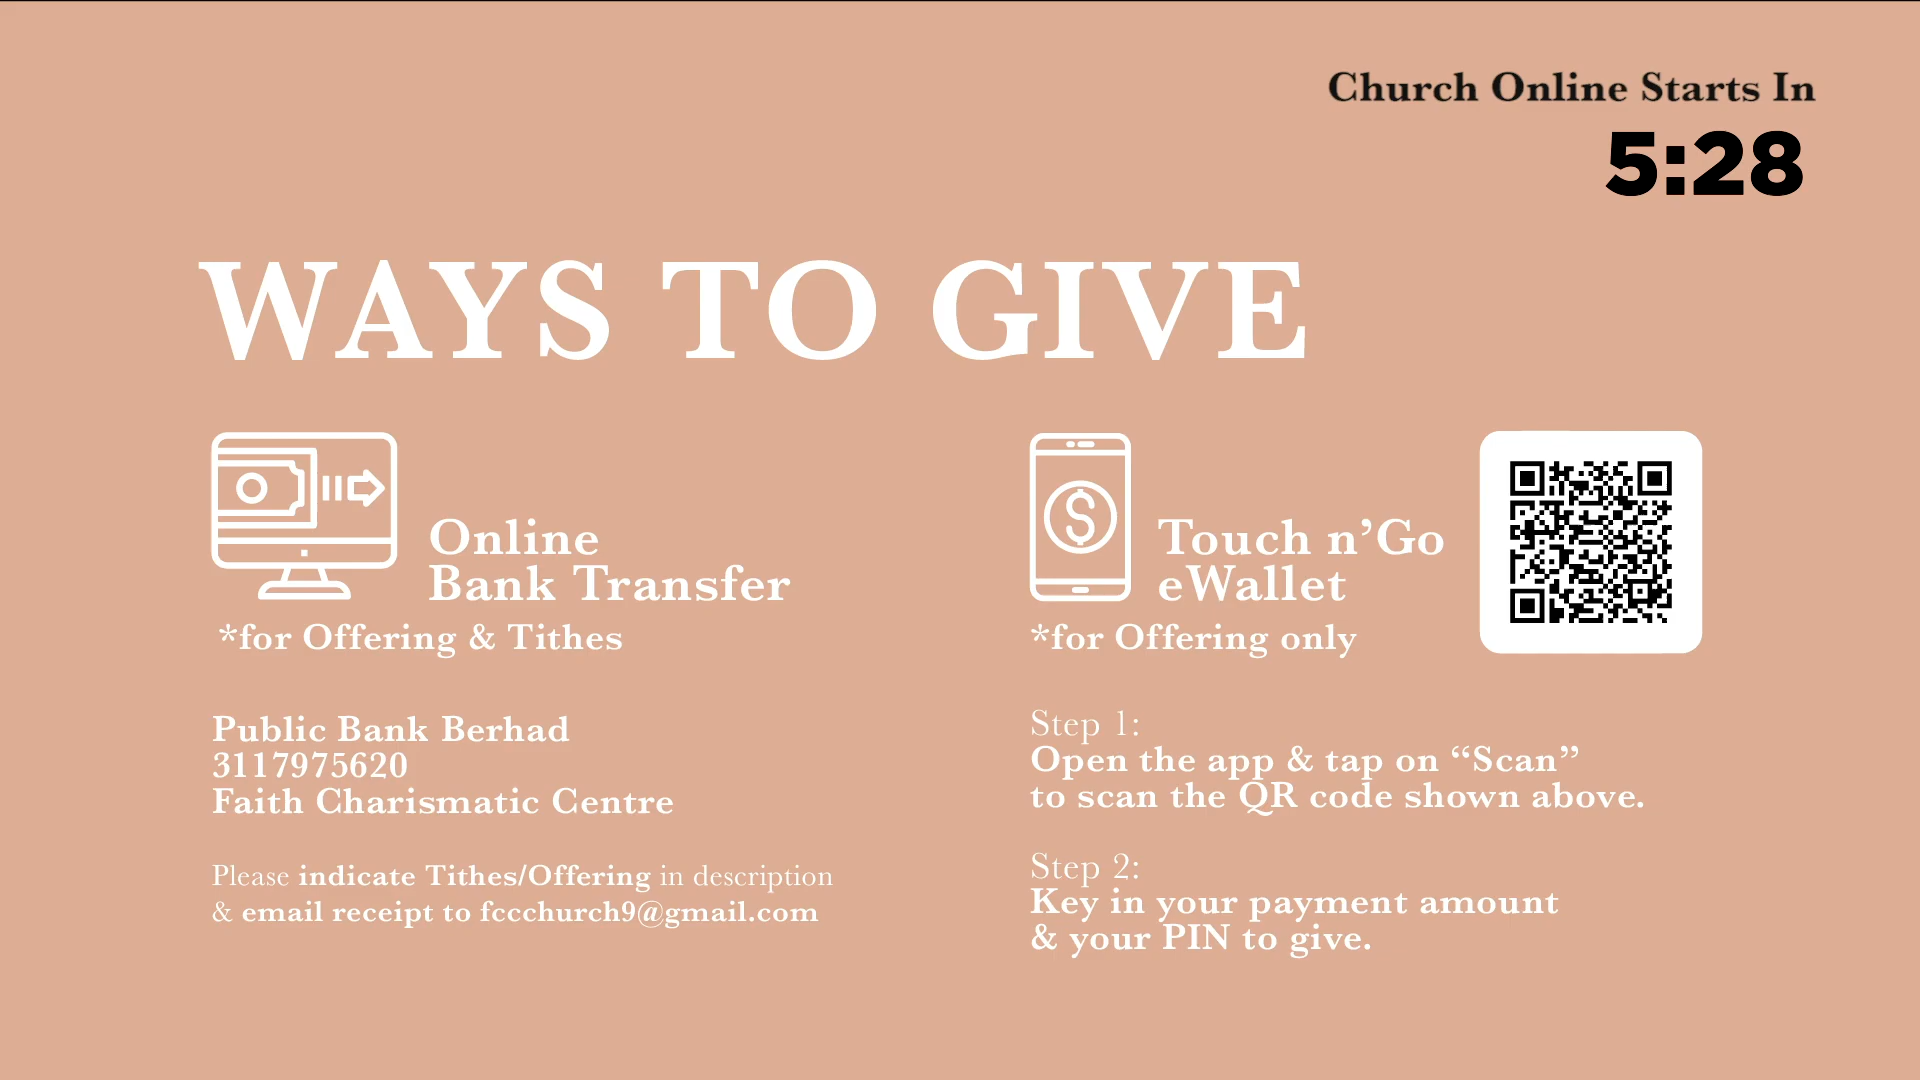 Church Online Starts In
5:28
WAYS TO GIVE
Online
Bank Transfer
*for Offering & Tithes
Public Bank Berhad
3117975620
Faith Charismatic Centre
Please indicate Tithes/Offering in description
& email receipt to fccchurch9@gmail.com
Touch n’Go
eWallet
*for Offering only
Step 1:
Open the app & tap on “Scan”
to scan the QR code shown above.
Step 2:
Key in your payment amount
& your PIN to give.